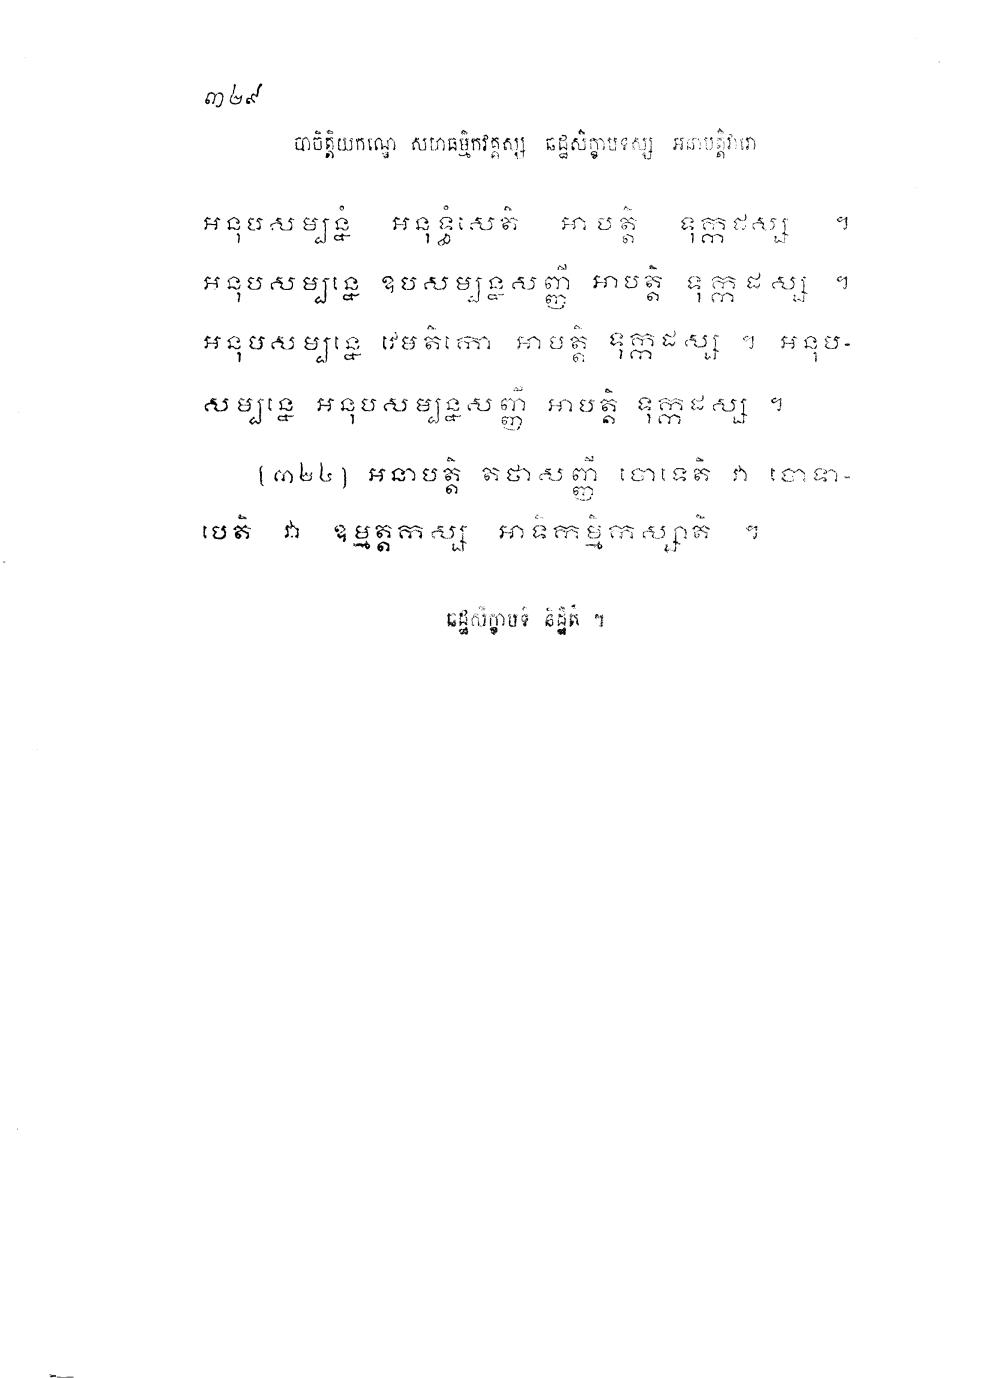 ៣២៩
បាចិត្តិយកណ្ឌេ សហធម្មិកវគ្គស្ស ឆដ្ឋសិក្ខាបទស្ស អនាបត្តិវារោ
អនុបសម្បន្នំ អនុទ្ធំសេតិ អាបត្តិ ទុក្កដស្ស ។
អនុបសម្បន្នេ ឧបសម្បន្នសញ្ញី អាបត្តិ ទុក្កដស្ស ។
អនុបសម្បន្នេ វេមតិកោ អាបត្តិ ទុក្កដស្ស ។ អនុប-
សម្បន្នេ អនុបសម្បន្នសញ្ញី អាបត្តិ ទុក្កដស្ស ។
(៣២៤) អនាបត្តិ តថាសញ្ញី ចោទេតិ វា ចោទា-
បេតិ វា ឧម្មត្តកស្ស អាទិកម្មិកស្សាតិ ។
ឆដ្ឋសិក្ខាបទំ និដ្ឋិតំ ។